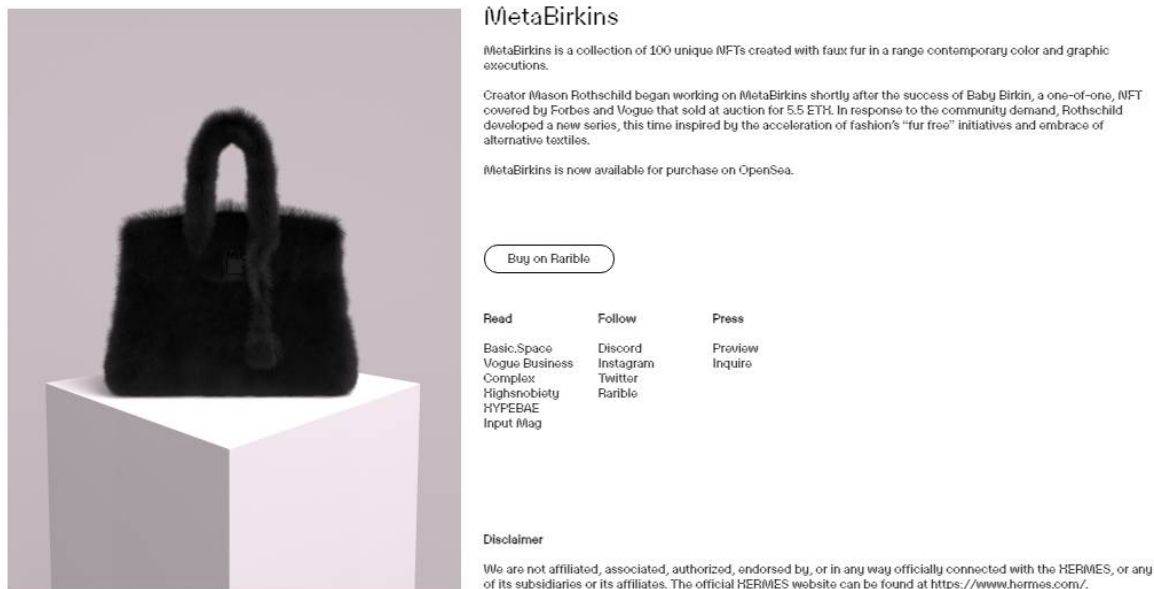 MetaBirkins
MetaBirkins is a collection of 100 unique NFTs created with faux fur in a range contemporary color and graphic
executions.
Creator Mason Rothschild began working on MetaBirkins shortly after the success of Baby Birkin, a one-of-one, NFT
covered by Forbes and Vogue that sold at auction for 5.5 ETH. In response to the community demand, Rothschild
developed a new series, this time inspired by the acceleration of fashion's “fur free” initiatives and embrace of
alternative textiles.
MetaBirkins is now available for purchase on OpenSea.
Buy on Rarible
Read Follow Press
Basic.Space Discord Preview
Vogue Business Instagram Inquire
Complex Twitter
Highsnobiety Rarible
HYPEBAE
Input Mag
Disclaimer
We are not affiliated, associated, authorized, endorsed by, or in any way officially connected with the HERMES, or any
of its subsidiaries or its affiliates. The official HERMES website can be found at https://www.hermes.com/.